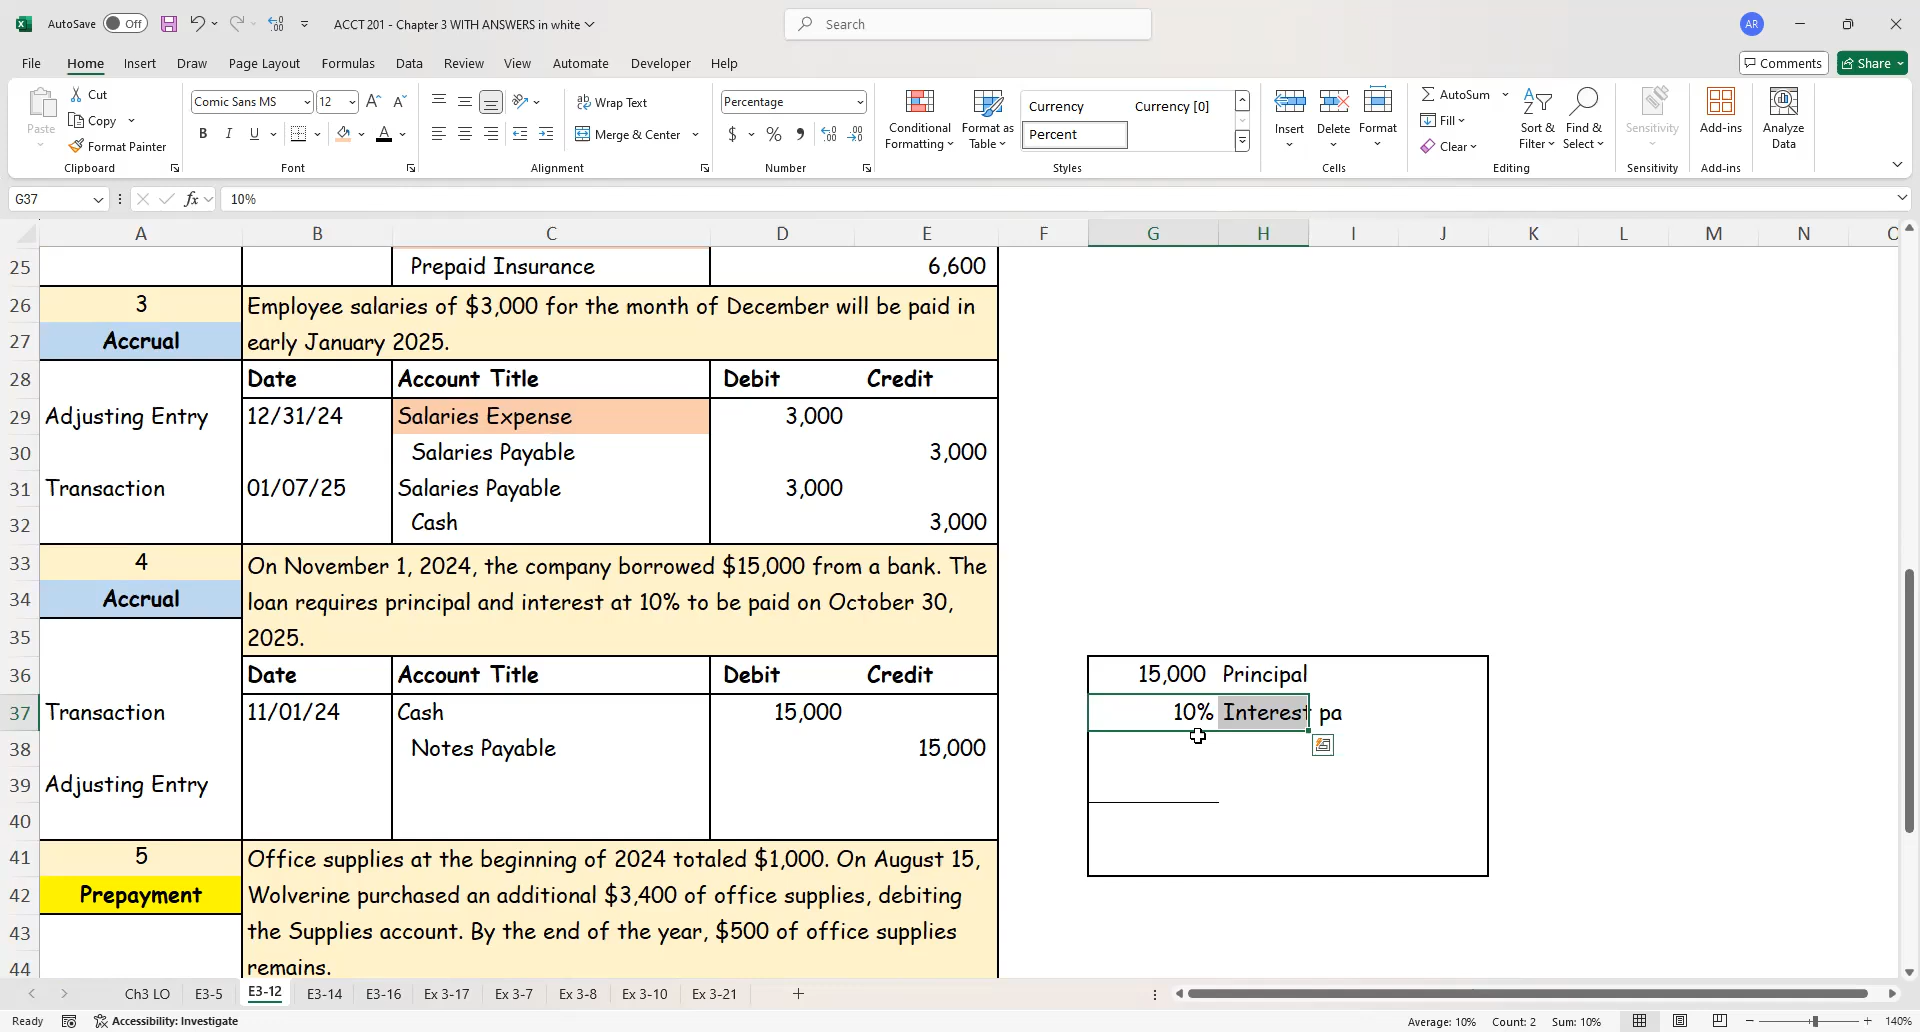 AutoSave Off
ACCT 201 - Chapter 3 WITH ANSWERS in white
Search
AR
File Home Insert Draw Page Layout Formulas Data Review View Automate Developer Help
Comments Share
Paste
Cut
Copy
Format Painter
Clipboard
Comic Sans MS 12
B I U
Font
Wrap Text
Merge & Center
Alignment
Percentage
$ % ,
Number
Conditional Formatting
Format as Table
Currency Currency [0]
Percent
Styles
Insert Delete Format
Cells
AutoSum
Fill
Clear
Sort & Filter
Find & Select
Editing
Sensitivity
Sensitivity
Add-ins
Add-ins
Analyze Data
G37 fx 10%
A B C D E F G H I J K L M N
25 Prepaid Insurance 6,600
26 3 Employee salaries of $3,000 for the month of December will be paid in
27 Accrual early January 2025.
28 Date Account Title Debit Credit
29 Adjusting Entry 12/31/24 Salaries Expense 3,000
30 Salaries Payable 3,000
31 Transaction 01/07/25 Salaries Payable 3,000
32 Cash 3,000
33 4 On November 1, 2024, the company borrowed $15,000 from a bank. The
34 Accrual loan requires principal and interest at 10% to be paid on October 30,
35 2025.
36 Date Account Title Debit Credit 15,000 Principal
37 Transaction 11/01/24 Cash 15,000 10% Interest pa
38 Notes Payable 15,000
39 Adjusting Entry
40
41 5 Office supplies at the beginning of 2024 totaled $1,000. On August 15,
42 Prepayment Wolverine purchased an additional $3,400 of office supplies, debiting
43 the Supplies account. By the end of the year, $500 of office supplies
44 remains.
Ch3 LO E3-5 E3-12 E3-14 E3-16 Ex 3-17 Ex 3-7 Ex 3-8 Ex 3-10 Ex 3-21
Ready Accessibility: Investigate Average: 10% Count: 2 Sum: 10% 140%